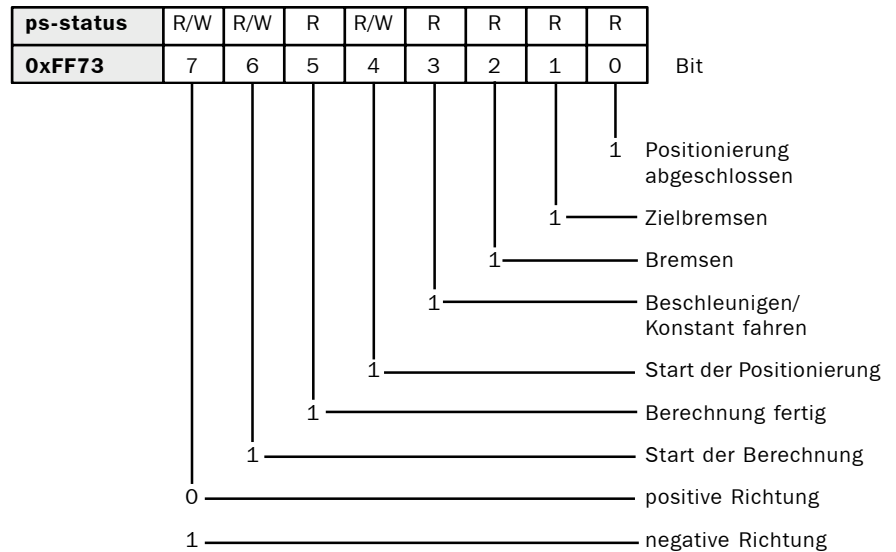 ps-status R/W R/W R R/W R R R R
0xFF73 7 6 5 4 3 2 1 0 Bit
1 Positionierung
abgeschlossen
1 Zielbremsen
1 Bremsen
1 Beschleunigen/
Konstant fahren
1 Start der Positionierung
1 Berechnung fertig
1 Start der Berechnung
0 positive Richtung
1 negative Richtung